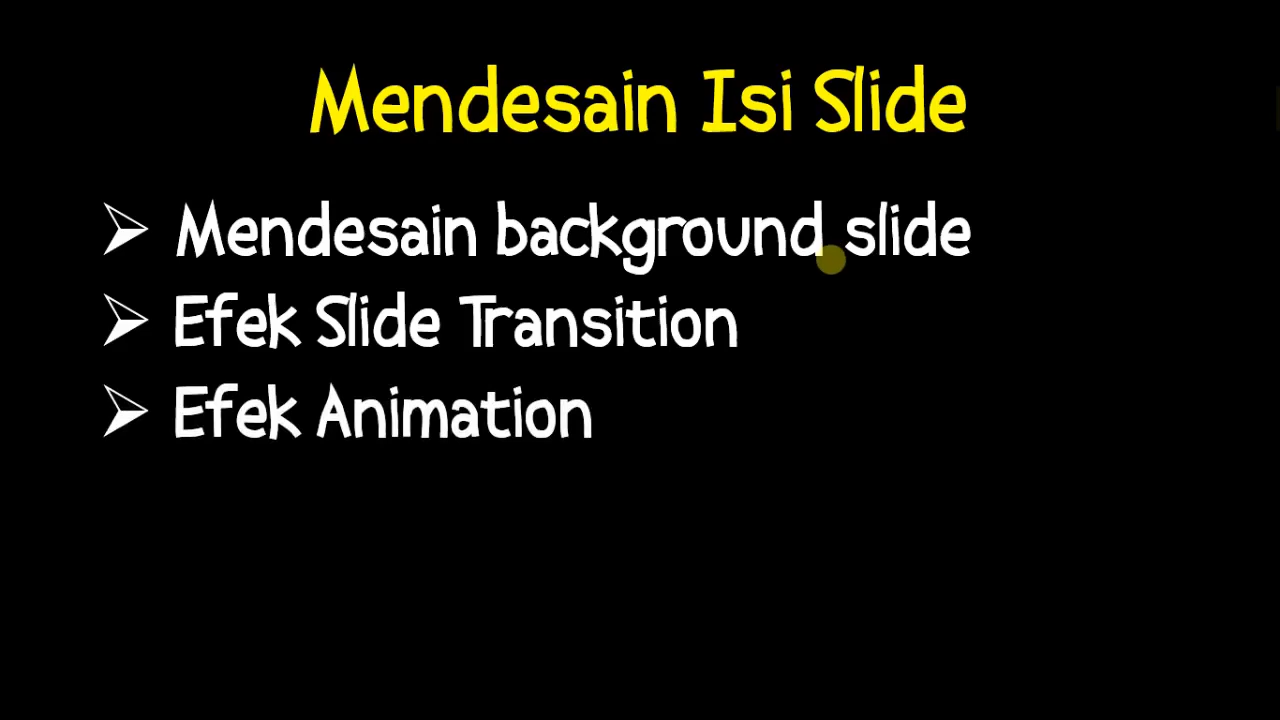 Mendesain Isi Slide
Mendesain background slide
Efek Slide Transition
Efek Animation